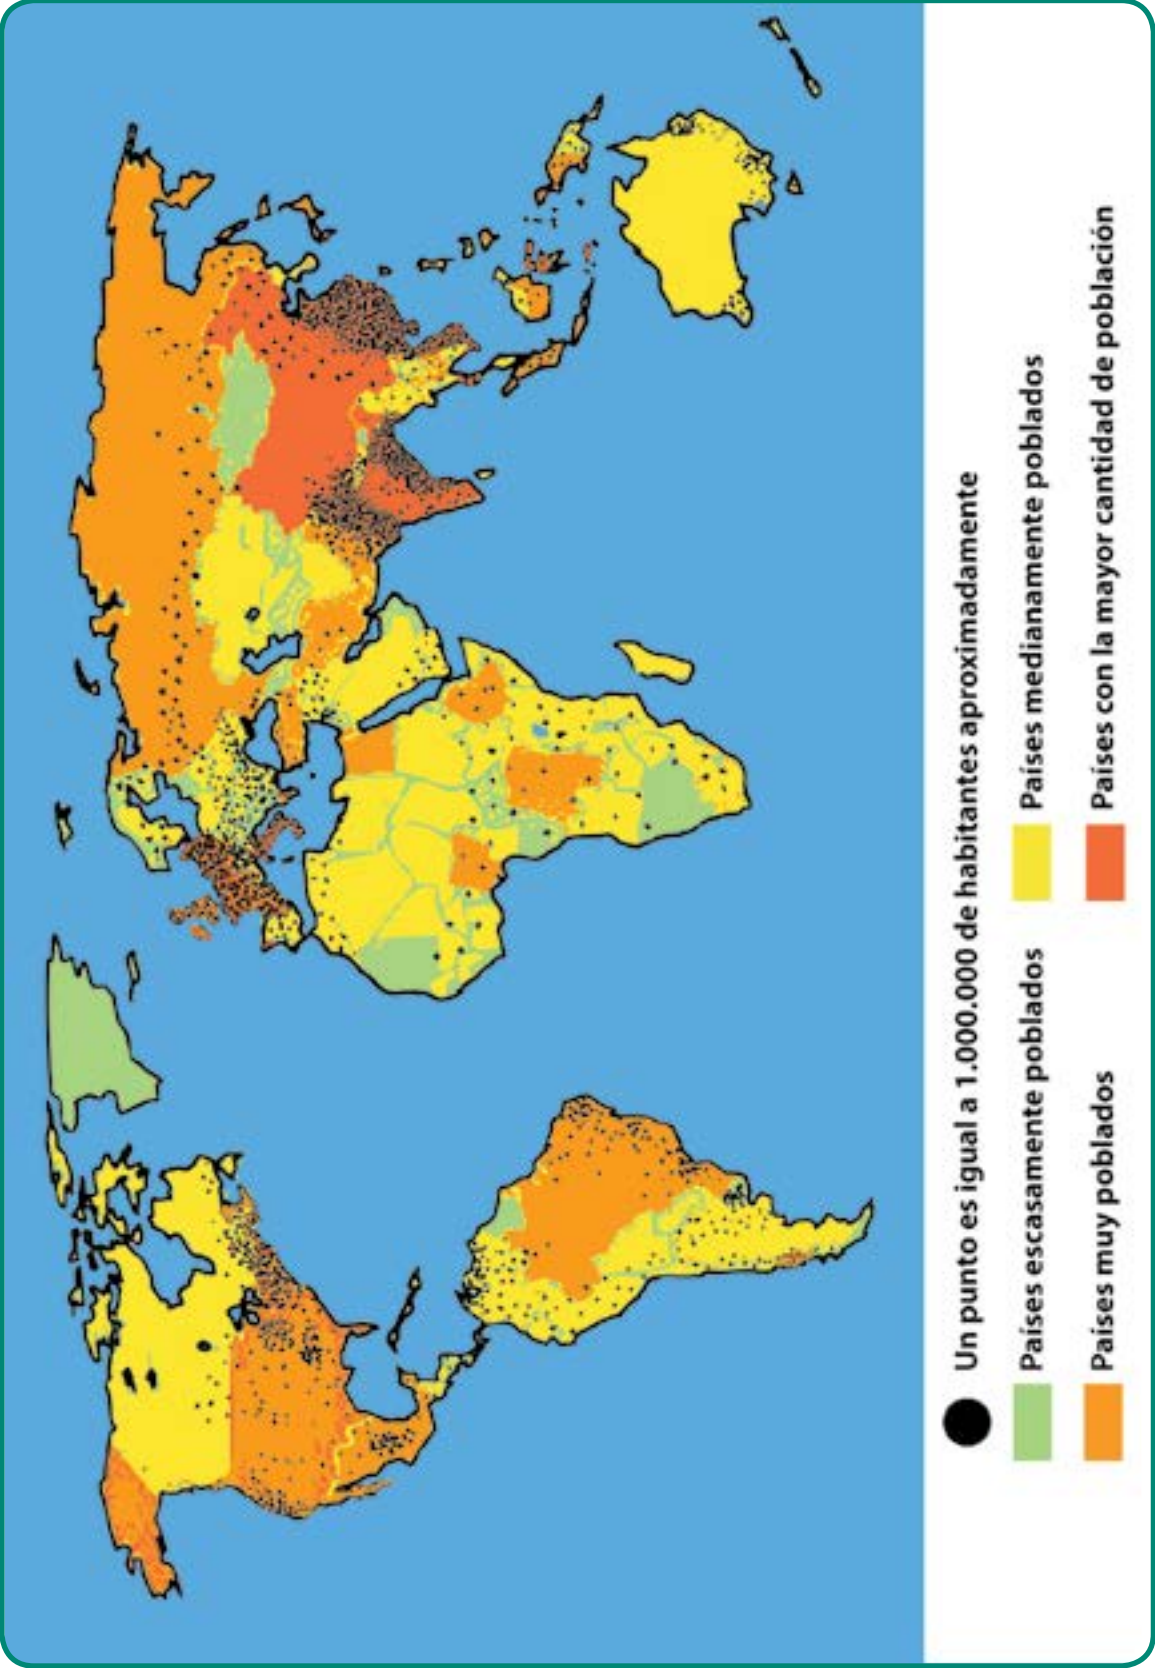 Un punto es igual a 1.000.000 de habitantes aproximadamente
Países escasamente poblados
Países medianamente poblados
Países muy poblados
Países con la mayor cantidad de población